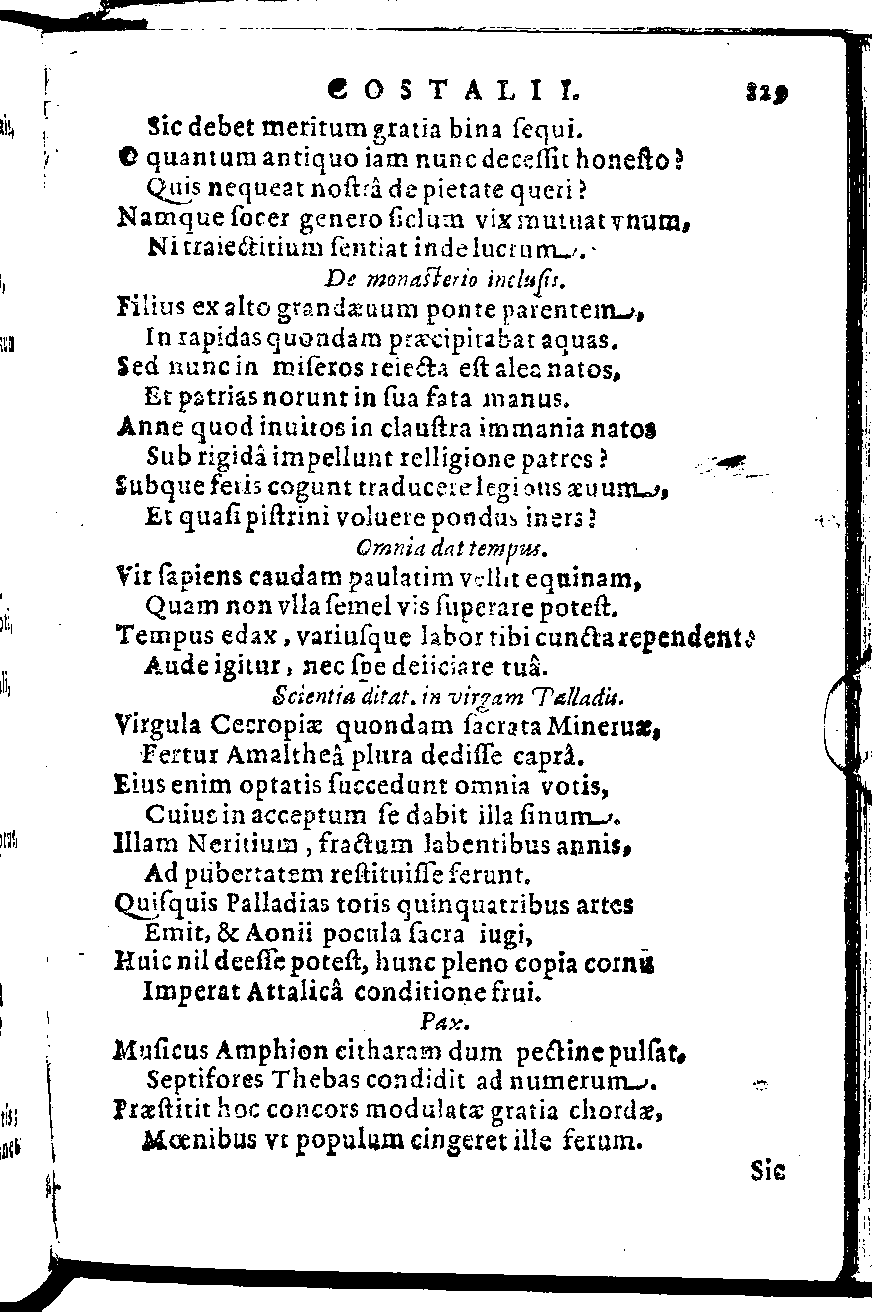 COSTALII. 829
Sic debet meritum gratia bina ſequi.
O quantum antiquo iam nunc deceſſit honeſto?
Quis nequeat noſtrâ de pietate queri?
Namque ſocer genero ſiclum vix mutuat vnum,
Ni traiectitium ſentiat inde lucrum.
De monaſterio incluſis.
Filius ex alto grandæuum ponte parentem,
In rapidas quondam præcipitabat aquas.
Sed nunc in miſeros reiecta eſt alea natos,
Et patrias norunt in ſua fata manus.
Anne quod inuitos in clauſtra immania natos
Sub rigidâ impellunt relligione patres?
Subque feris cogunt traducere legibus æuum,
Et quaſi piſtrini voluere pondus iners?
Omnia dat tempus.
Vir ſapiens caudam paulatim vellit equinam,
Quam non vlla ſemel vis ſuperare poteſt.
Tempus edax, variuſque labor tibi cuncta rependent:
Aude igitur, nec ſpe deiiciare tuâ.
Scientia ditat. in virgam Palladis.
Virgula Cecropiæ quondam ſacrata Mineruæ,
Fertur Amaltheâ plura dediſſe caprâ.
Eius enim optatis ſuccedunt omnia votis,
Cuius in acceptum ſe dabit illa ſinum.
Illam Neritium, fractum labentibus annis,
Ad pubertatem reſtituiſſe ferunt.
Quiſquis Palladias totis quinquatribus artes
Emit, & Aonii pocula ſacra iugi,
Huic nil deeſſe poteſt, hunc pleno copia cornu
Imperat Attalicâ conditione frui.
Pax.
Muſicus Amphion citharam dum pectine pulſat,
Septifores Thebas condidit ad numerum.
Præſtitit hoc concors modulatæ gratia chordæ,
Mœnibus vt populum cingeret ille ferum.
Sic